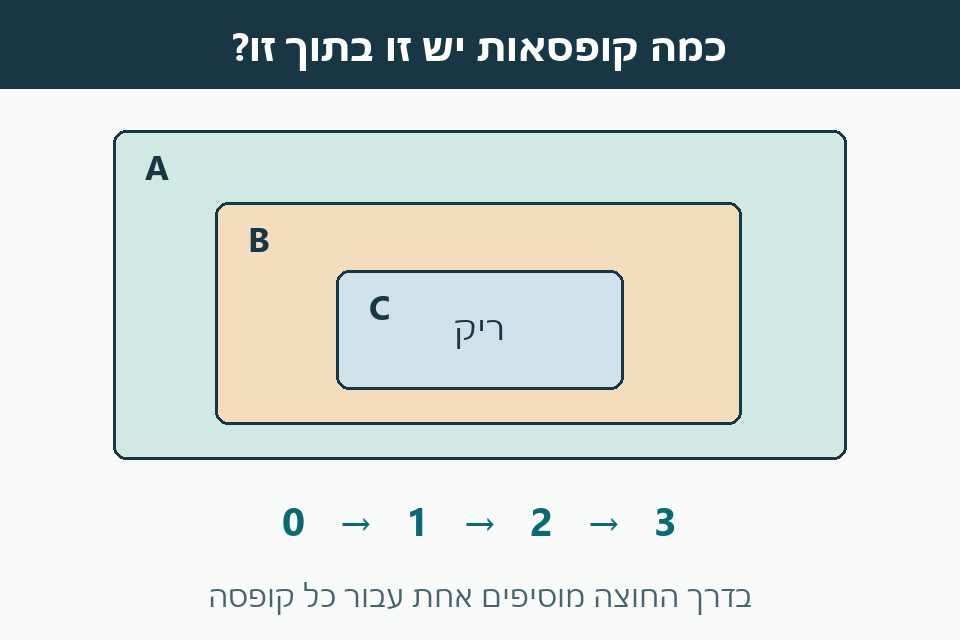 כמה קופסאות יש זו בתוך זו?
A
B
C
ריק
0 → 1 → 2 → 3
בדרך החוצה מוסיפים אחת עבור כל קופסה